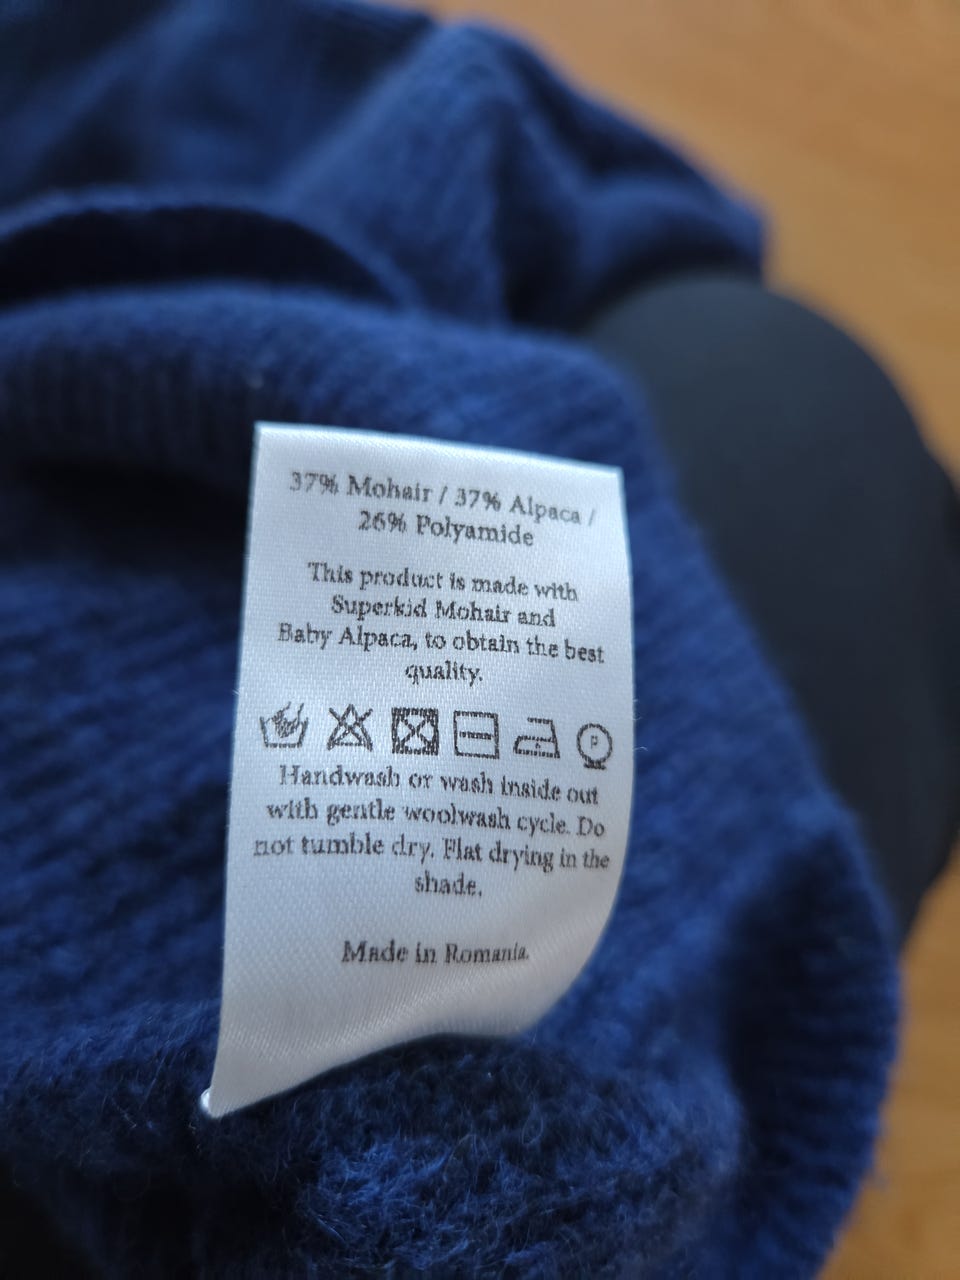 37% Mohair / 37% Alpaca /
26% Polyamide
This product is made with
Superkid Mohair and
Baby Alpaca, to obtain the best
quality.
P
Handwash or wash inside out
with gentle woolwash cycle. Do
not tumble dry. Flat drying in the
shade.
Made in Romania.